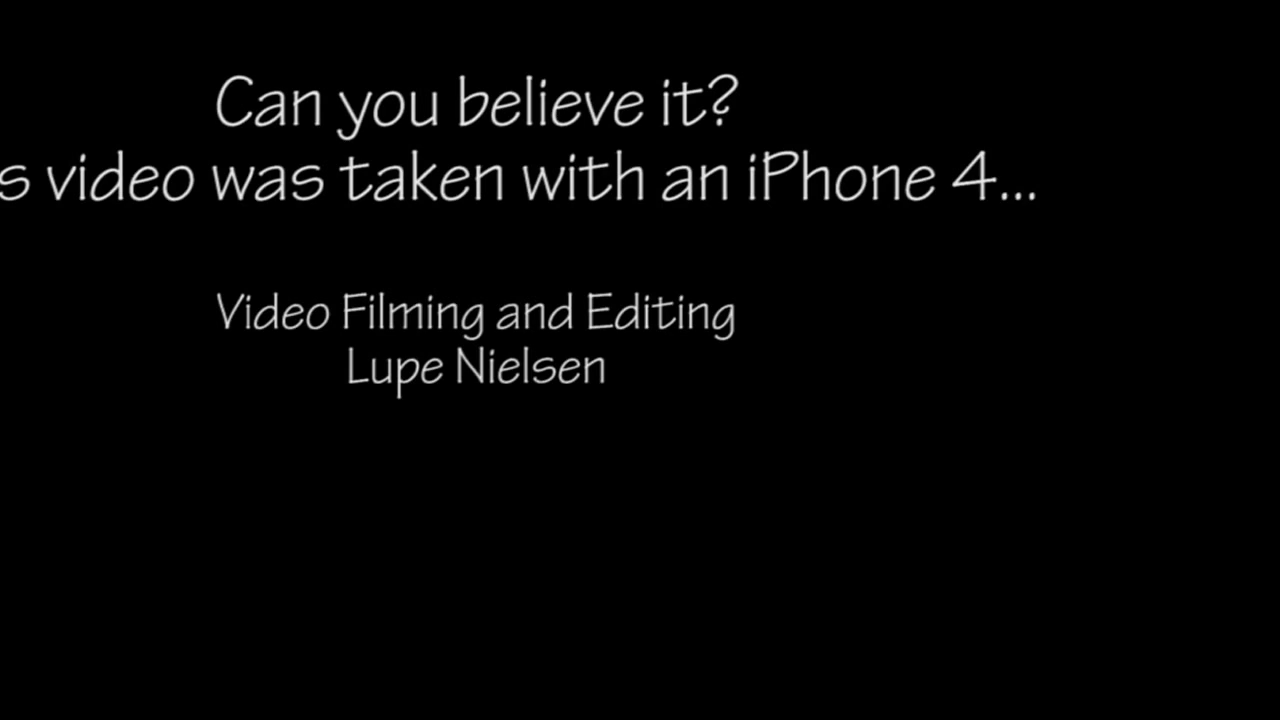 Can you believe it?
s video was taken with an iPhone 4...
Video Filming and Editing
Lupe Nielsen